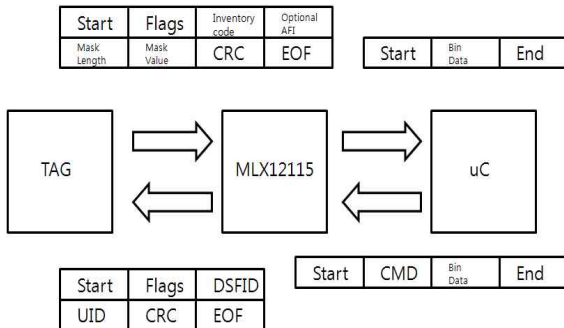 Start Flags Inventory code Optional AFI
Mask Length Mask Value CRC EOF
Start Bin Data End
TAG MLX12115 uC
Start CMD Bin Data End
Start Flags DSFID
UID CRC EOF